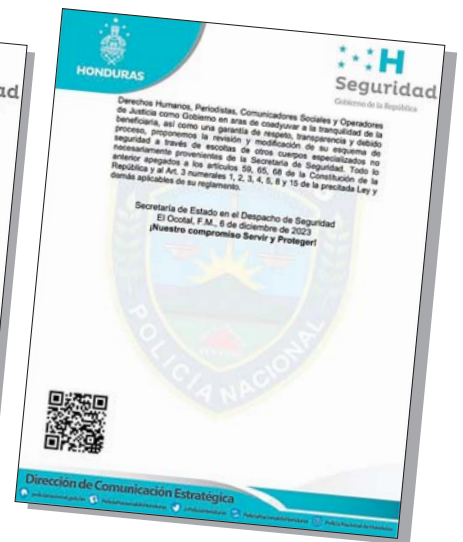 ad
HONDURAS
H
Seguridad
Gobierno de la República
Derechos Humanos, Periodistas, Comunicadores Sociales y Operadores
de Justicia como Gobierno en aras de coadyuvar a la tranquilidad de la
beneficiaria, así como una garantía de respeto, transparencia y debido
proceso, proponemos la revisión y modificación de su esquema de
seguridad a través de escoltas de otros cuerpos especializados no
necesariamente provenientes de la Secretaría de Seguridad. Todo lo
anterior apegados a los artículos 59, 65, 68 de la Constitución de la
República y al Art. 3 numerales 1, 2, 3, 4, 5, 8 y 15 de la precitada Ley y
demás aplicables de su reglamento.
Secretaría de Estado en el Despacho de Seguridad
El Ocotal, F.M., 6 de diciembre de 2023
¡Nuestro compromiso Servir y Proteger!
POLICÍA NACIONAL
Dirección de Comunicación Estratégica